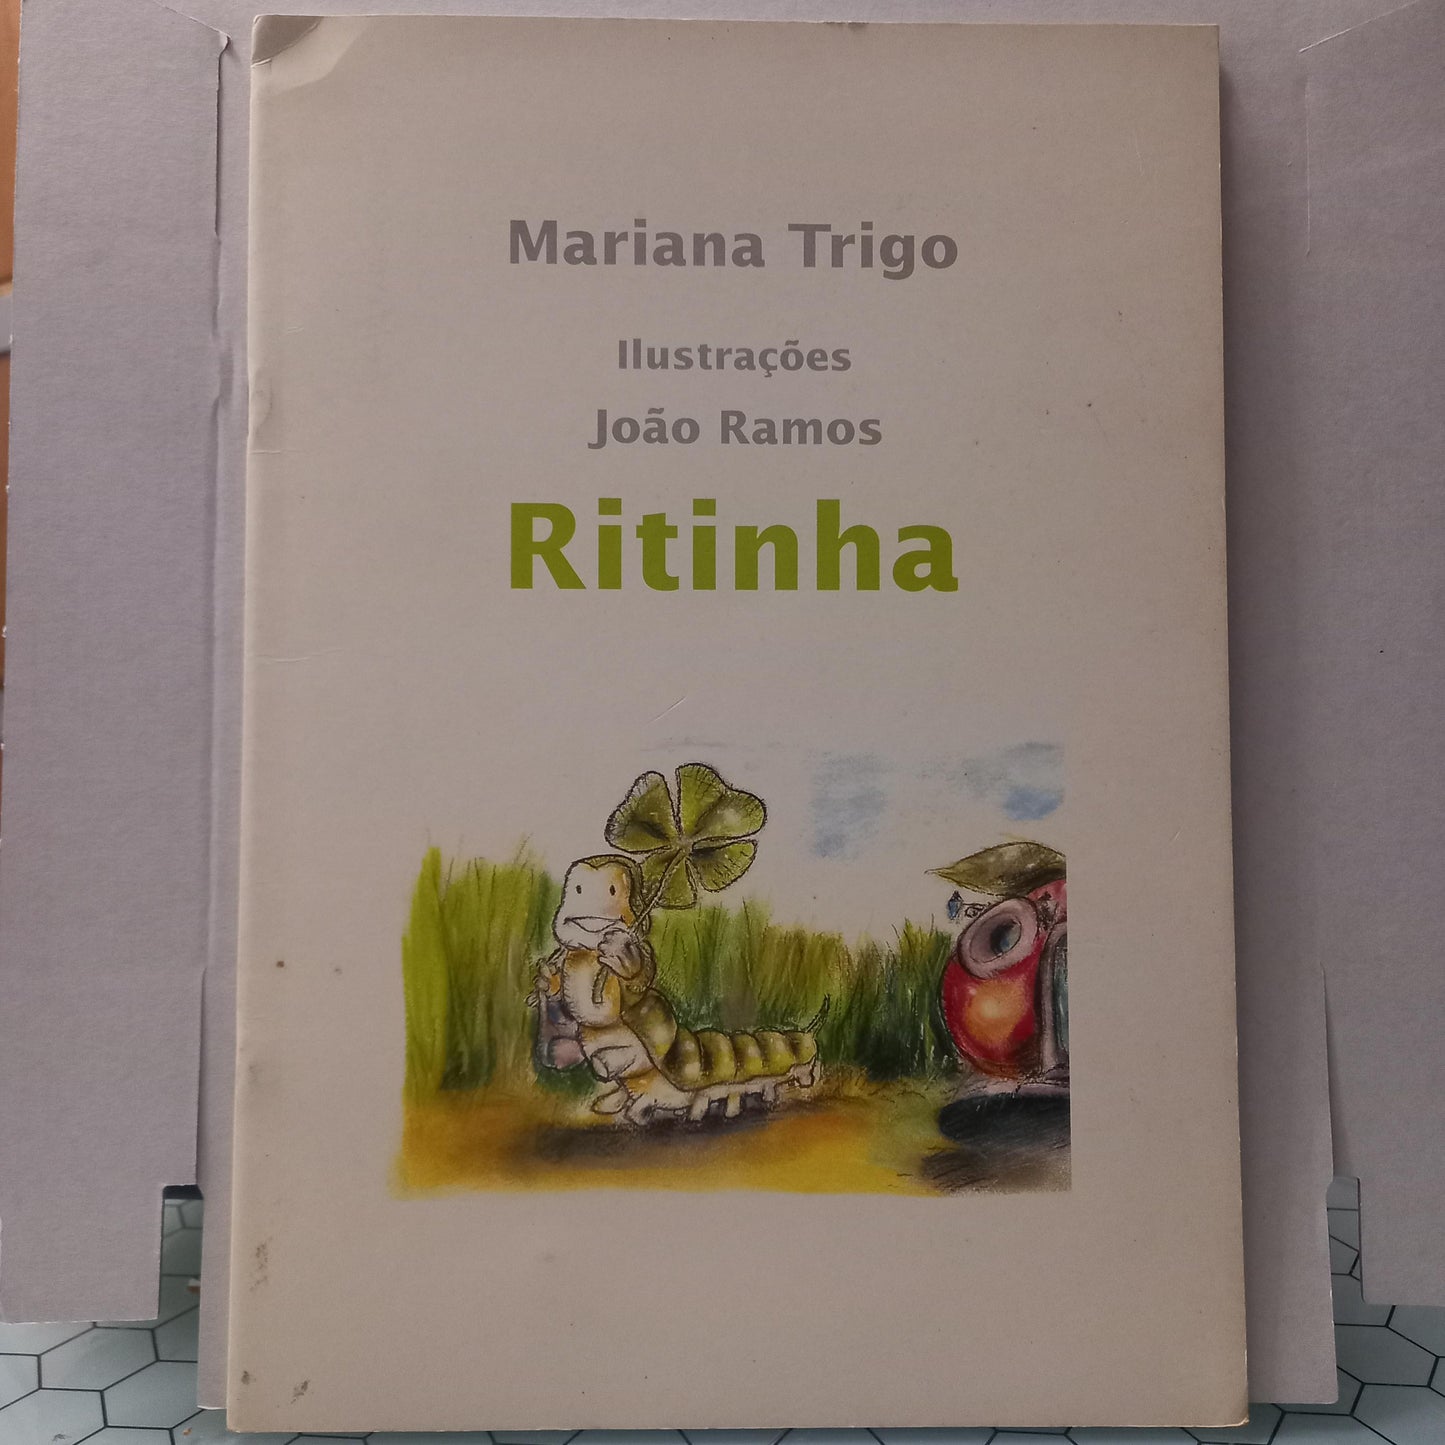 Mariana Trigo
Ilustrações
João Ramos
Ritinha